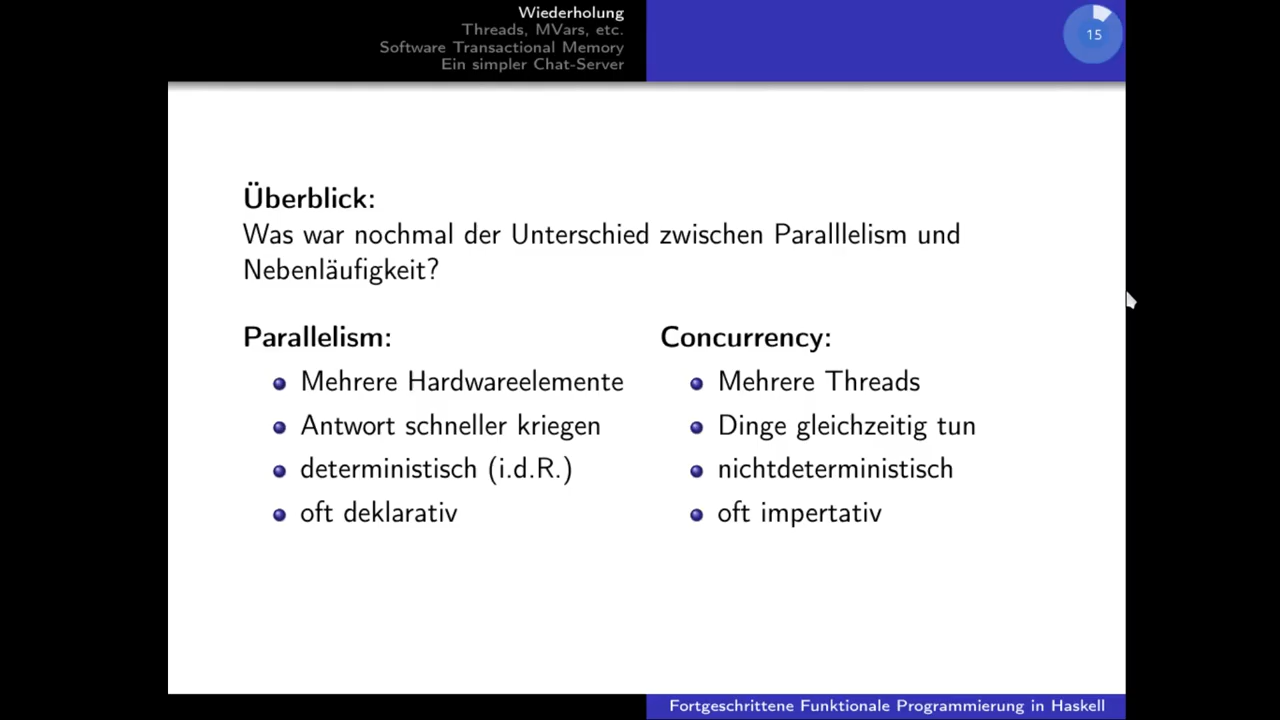 Wiederholung
Threads, MVars, etc.
Software Transactional Memory
Ein simpler Chat-Server
15
Überblick:
Was war nochmal der Unterschied zwischen Paralllelism und
Nebenläufigkeit?
Parallelism:
Mehrere Hardwareelemente
Antwort schneller kriegen
deterministisch (i.d.R.)
oft deklarativ
Concurrency:
Mehrere Threads
Dinge gleichzeitig tun
nichtdeterministisch
oft impertativ
Fortgeschrittene Funktionale Programmierung in Haskell